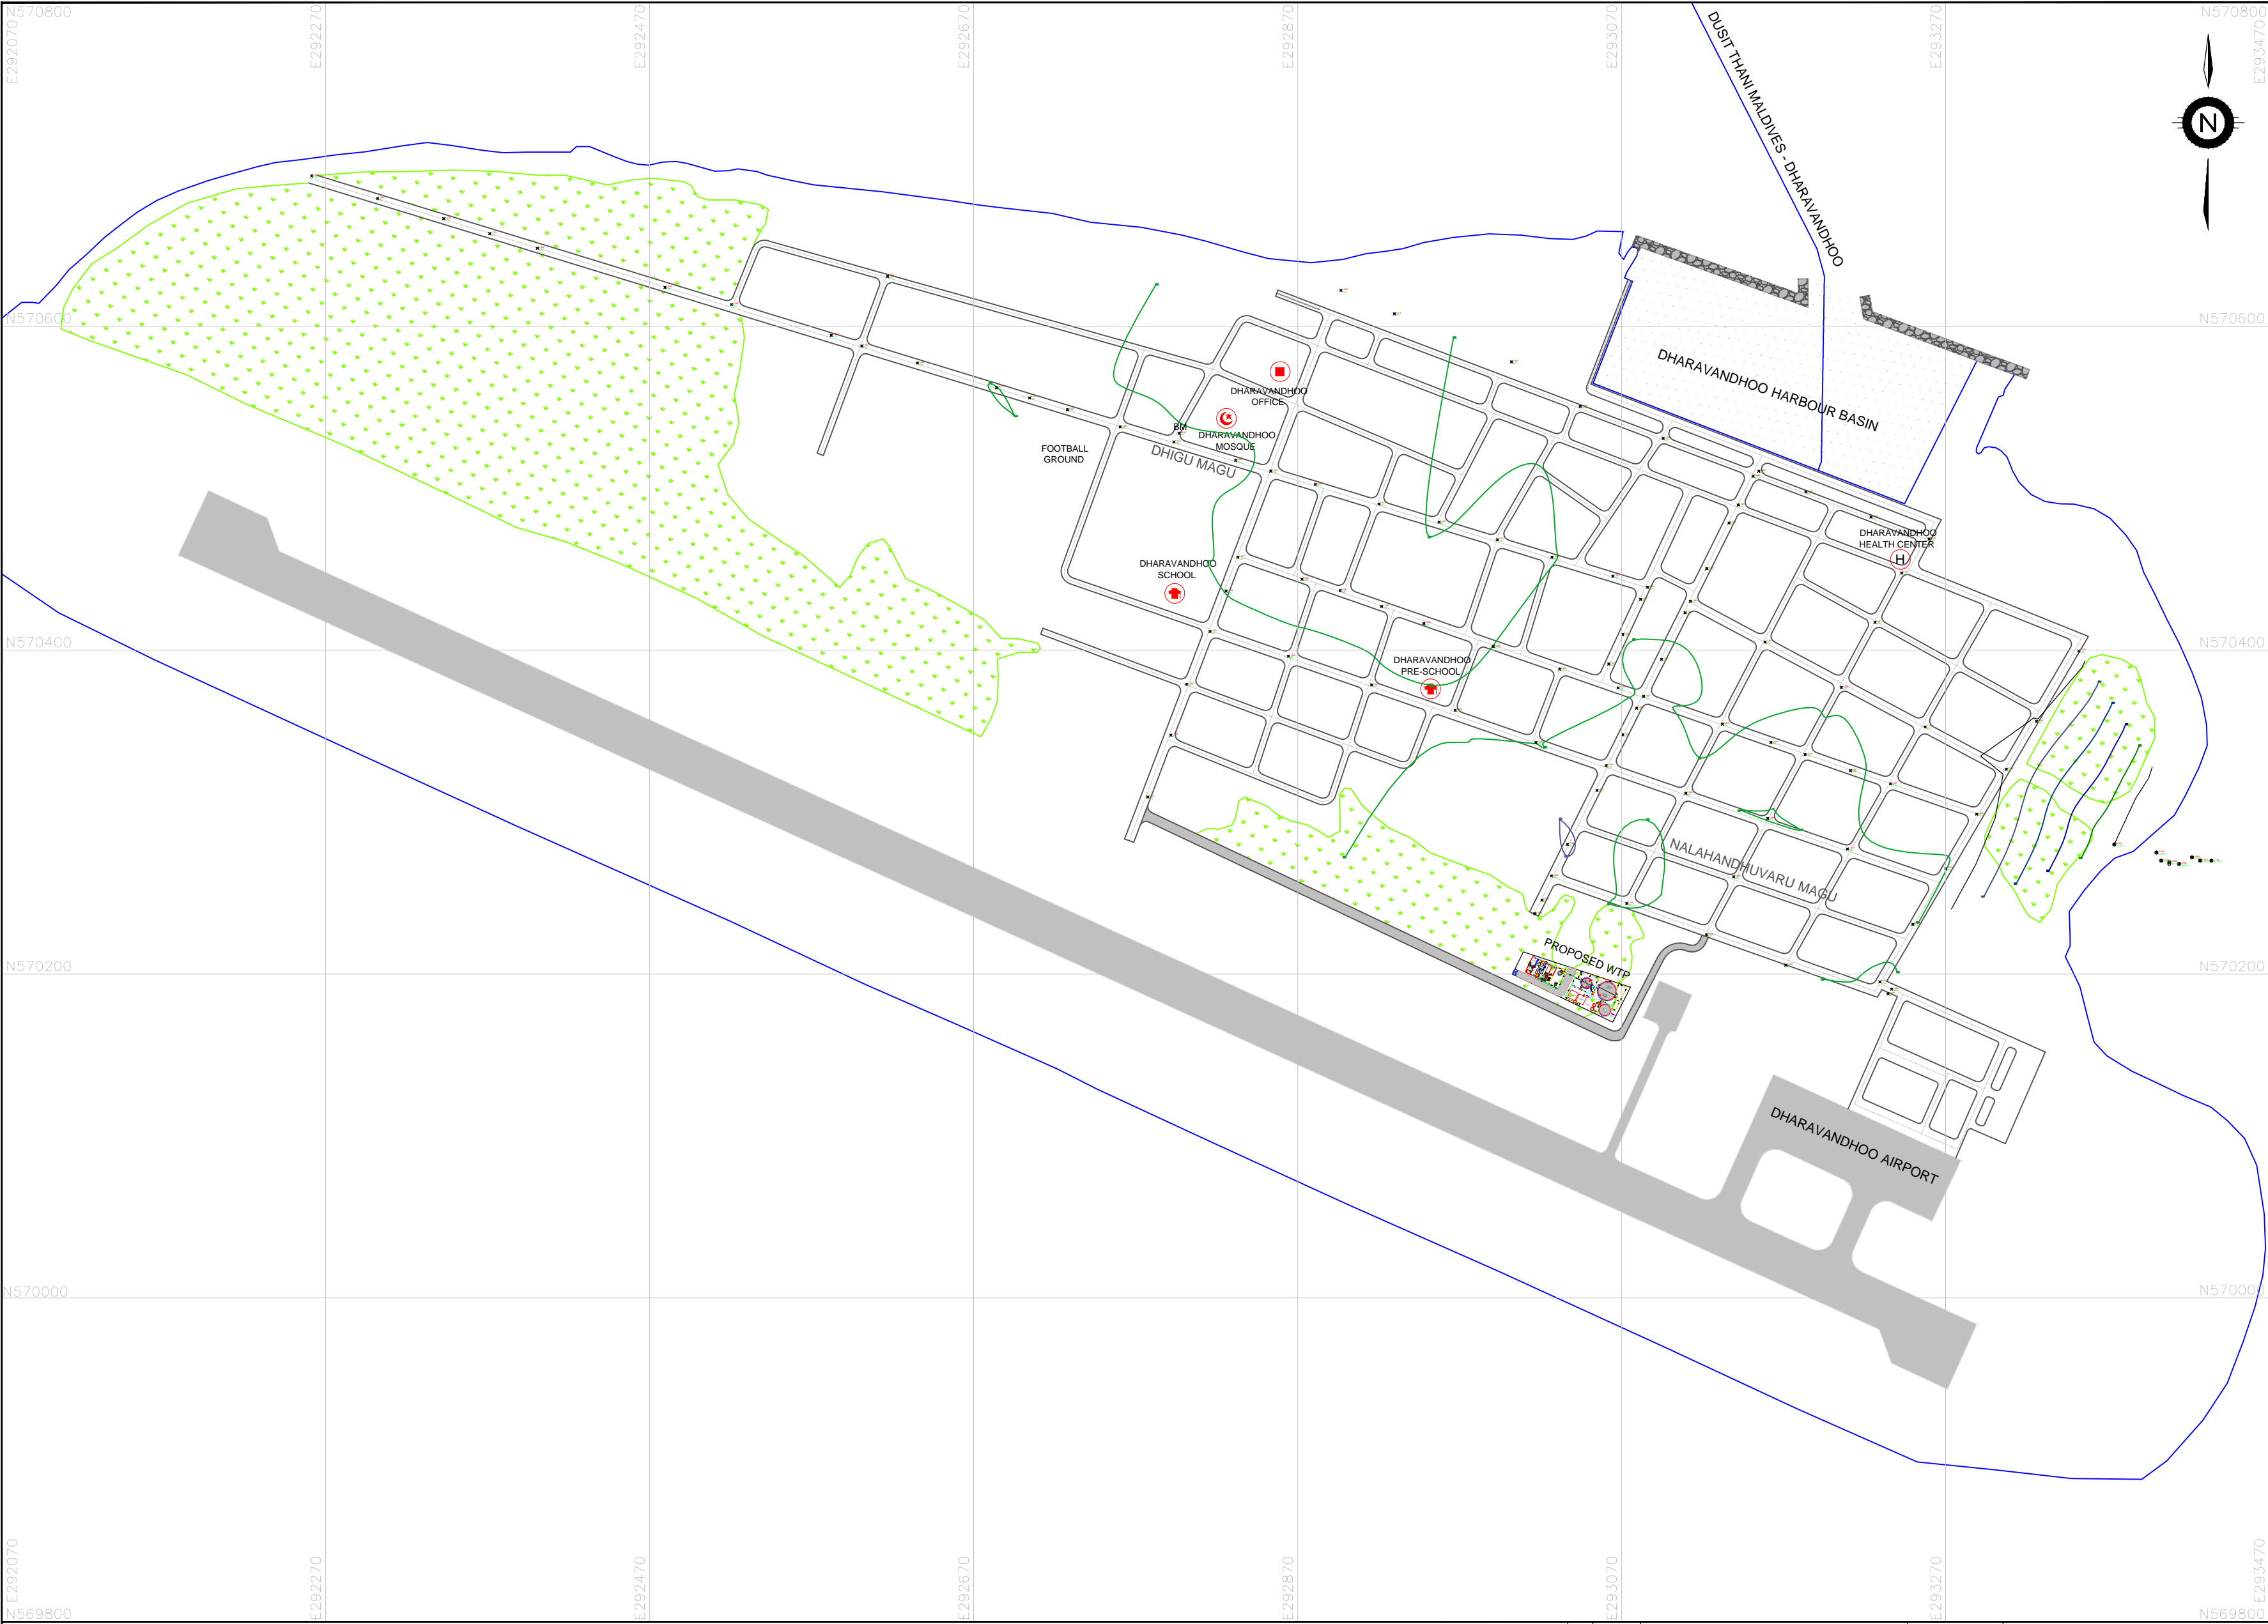 N570800
N570800
E292070
E292270
E292470
E292670
E292870
E293070
E293270
E293470
DUSIT THANI MALDIVES - DHARAVANDHOO
N
N570600
N570600
DHARAVANDHOO HARBOUR BASIN
DHARAVANDHOO
OFFICE
BM
DHARAVANDHOO
MOSQUE
FOOTBALL
GROUND
DHIGU MAGU
DHARAVANDHOO
HEALTH CENTER
H
DHARAVANDHOO
SCHOOL
N570400
N570400
DHARAVANDHOO
PRE-SCHOOL
NALAHANDHUVARU MAGU
PROPOSED WTP
N570200
N570200
DHARAVANDHOO AIRPORT
N570000
N570000
E292070
E292270
E292470
E292670
E292870
E293070
E293270
E293470
N569800
N569800